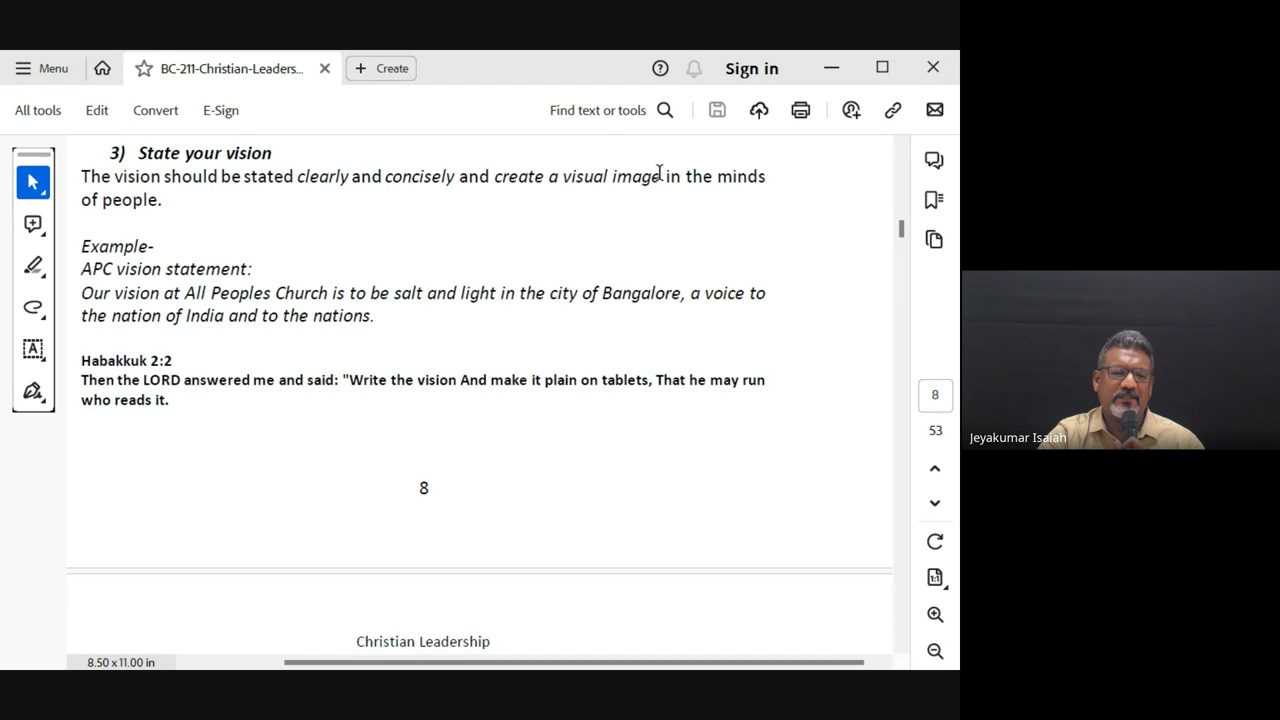 Menu
BC-211-Christian-Leaders...
Create
Sign in
All tools
Edit
Convert
E-Sign
Find text or tools
3) State your vision
The vision should be stated clearly and concisely and create a visual image in the minds
of people.
Example-
APC vision statement:
Our vision at All Peoples Church is to be salt and light in the city of Bangalore, a voice to
the nation of India and to the nations.
Habakkuk 2:2
Then the LORD answered me and said: "Write the vision And make it plain on tablets, That he may run
who reads it.
8
Christian Leadership
8.50 x 11.00 in
8
53
1:1
Jeyakumar Isaiah